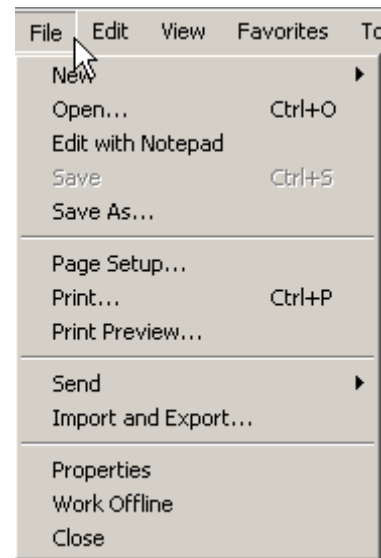 File Edit View Favorites To
New
Open... Ctrl+O
Edit with Notepad
Save Ctrl+S
Save As...
Page Setup...
Print... Ctrl+P
Print Preview...
Send
Import and Export...
Properties
Work Offline
Close